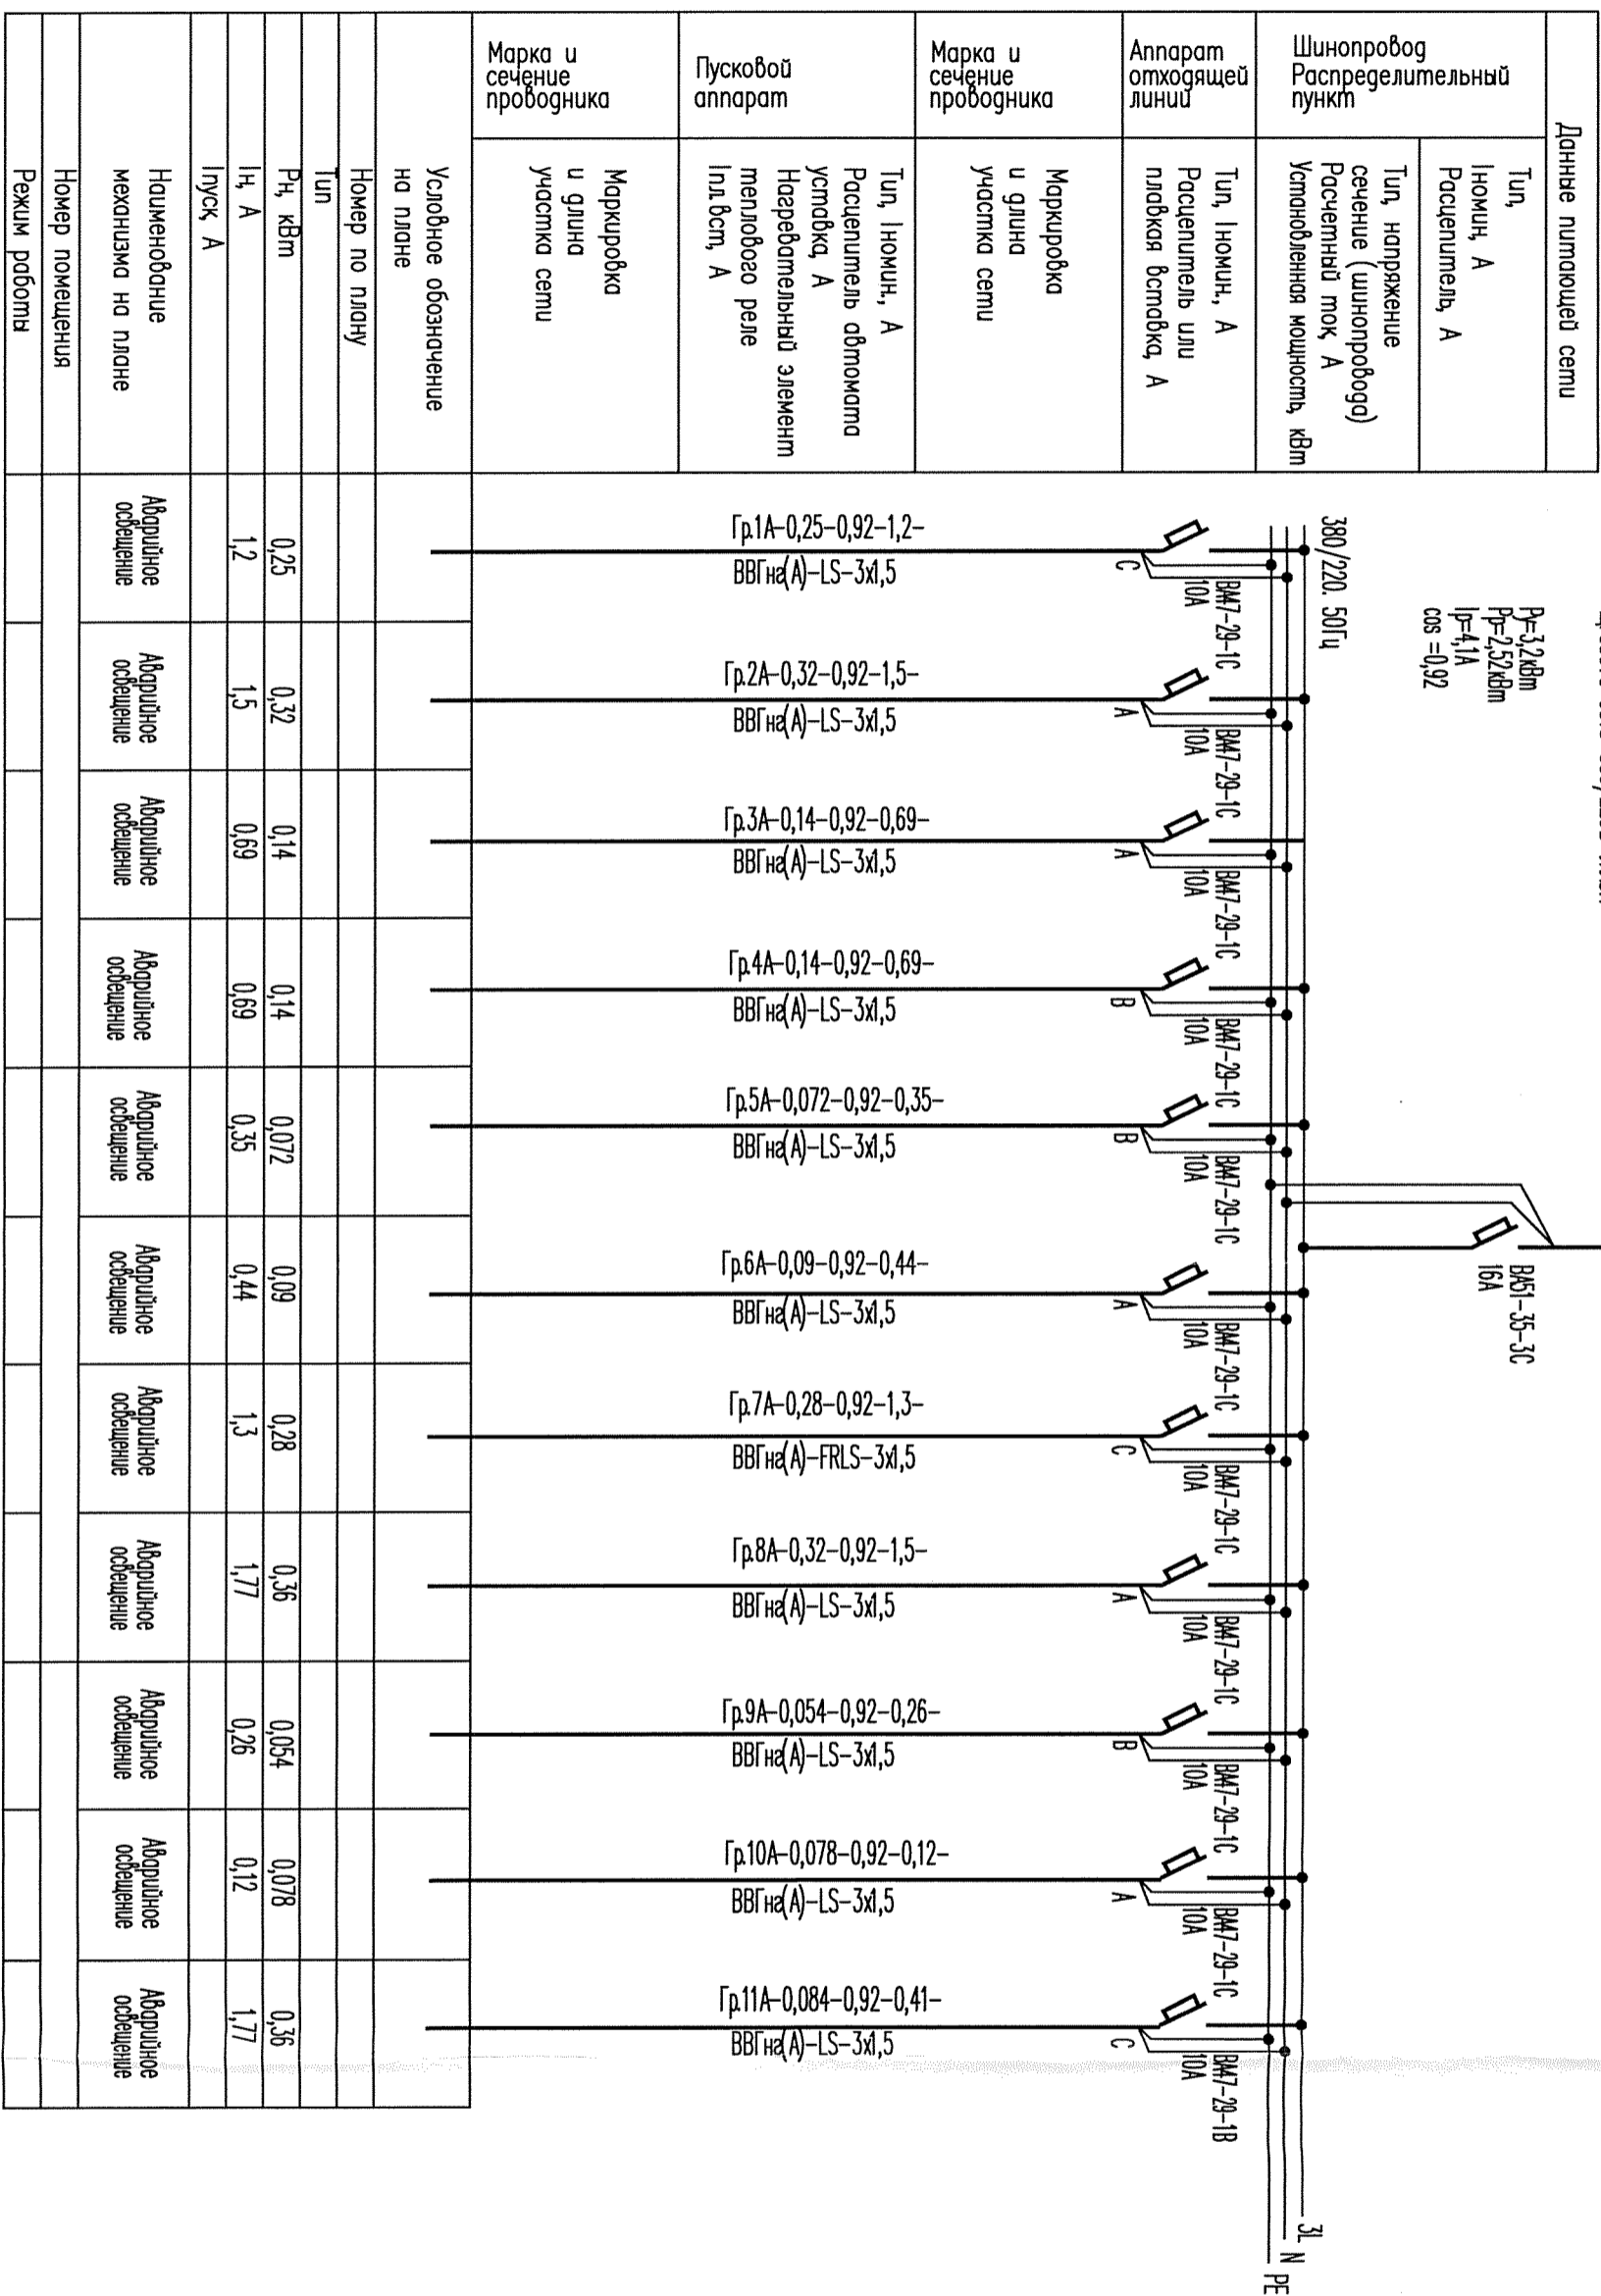 Данные питающей сети
Тип,
Iномин, А
Расцепитель, А
Шинопровод
Распределительный
пункт
Тип, напряжение
сечение (шинопровода)
Расчетный ток, А
Установленная мощность, кВт
Аппарат
отходящей
линии
Тип, Iномин., А
Расцепитель или
плавкая вставка, А
Марка и
сечение
проводника
Маркировка
и длина
участка сети
Пусковой
аппарат
Тип, Iномин., А
Расцепитель автомата
уставка, А
Нагревательный элемент
теплового реле
Iпл.вст, А
Марка и
сечение
проводника
Маркировка
и длина
участка сети
Условное обозначение
на плане
Номер по плану
Тип
Рн, кВт
Iн, А
Iпуск, А
Наименование
механизма на плане
Номер помещения
Режим работы
Ру=3,2кВт
Рр=2,52кВт
Iр=4,1А
cos =0,92
380/220. 50Гц
ВА51-35-3С
16А
3L
N
PE
ВА47-29-1С
10А
С
Гр.1А-0,25-0,92-1,2-
ВВГнг(А)-LS-3х1,5
0,25
1,2
Аварийное
освещение
ВА47-29-1С
10А
А
Гр.2А-0,32-0,92-1,5-
ВВГнг(А)-LS-3х1,5
0,32
1,5
Аварийное
освещение
ВА47-29-1С
10А
А
Гр.3А-0,14-0,92-0,69-
ВВГнг(А)-LS-3х1,5
0,14
0,69
Аварийное
освещение
ВА47-29-1С
10А
В
Гр.4А-0,14-0,92-0,69-
ВВГнг(А)-LS-3х1,5
0,14
0,69
Аварийное
освещение
ВА47-29-1С
10А
В
Гр.5А-0,072-0,92-0,35-
ВВГнг(А)-LS-3х1,5
0,072
0,35
Аварийное
освещение
ВА47-29-1С
10А
А
Гр.6А-0,09-0,92-0,44-
ВВГнг(А)-LS-3х1,5
0,09
0,44
Аварийное
освещение
ВА47-29-1С
10А
С
Гр.7А-0,28-0,92-1,3-
ВВГнг(А)-FRLS-3х1,5
0,28
1,3
Аварийное
освещение
ВА47-29-1С
10А
А
Гр.8А-0,32-0,92-1,5-
ВВГнг(А)-LS-3х1,5
0,36
1,77
Аварийное
освещение
ВА47-29-1С
10А
В
Гр.9А-0,054-0,92-0,26-
ВВГнг(А)-LS-3х1,5
0,054
0,26
Аварийное
освещение
ВА47-29-1С
10А
А
Гр.10А-0,078-0,92-0,12-
ВВГнг(А)-LS-3х1,5
0,078
0,12
Аварийное
освещение
ВА47-29-1В
10А
С
Гр.11А-0,084-0,92-0,41-
ВВГнг(А)-LS-3х1,5
0,36
1,77
Аварийное
освещение